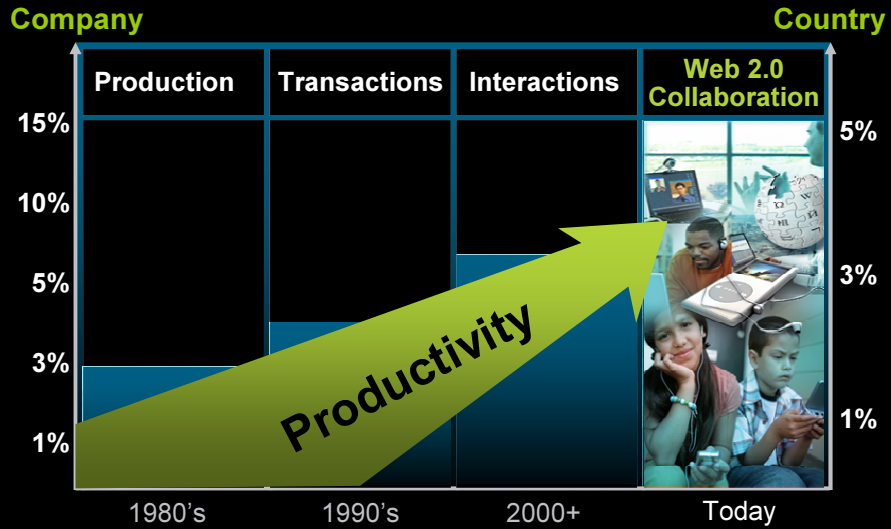 Company
Country
Production
Transactions
Interactions
Web 2.0
Collaboration
15%
10%
5%
3%
1%
5%
3%
1%
Productivity
1980's
1990's
2000+
Today